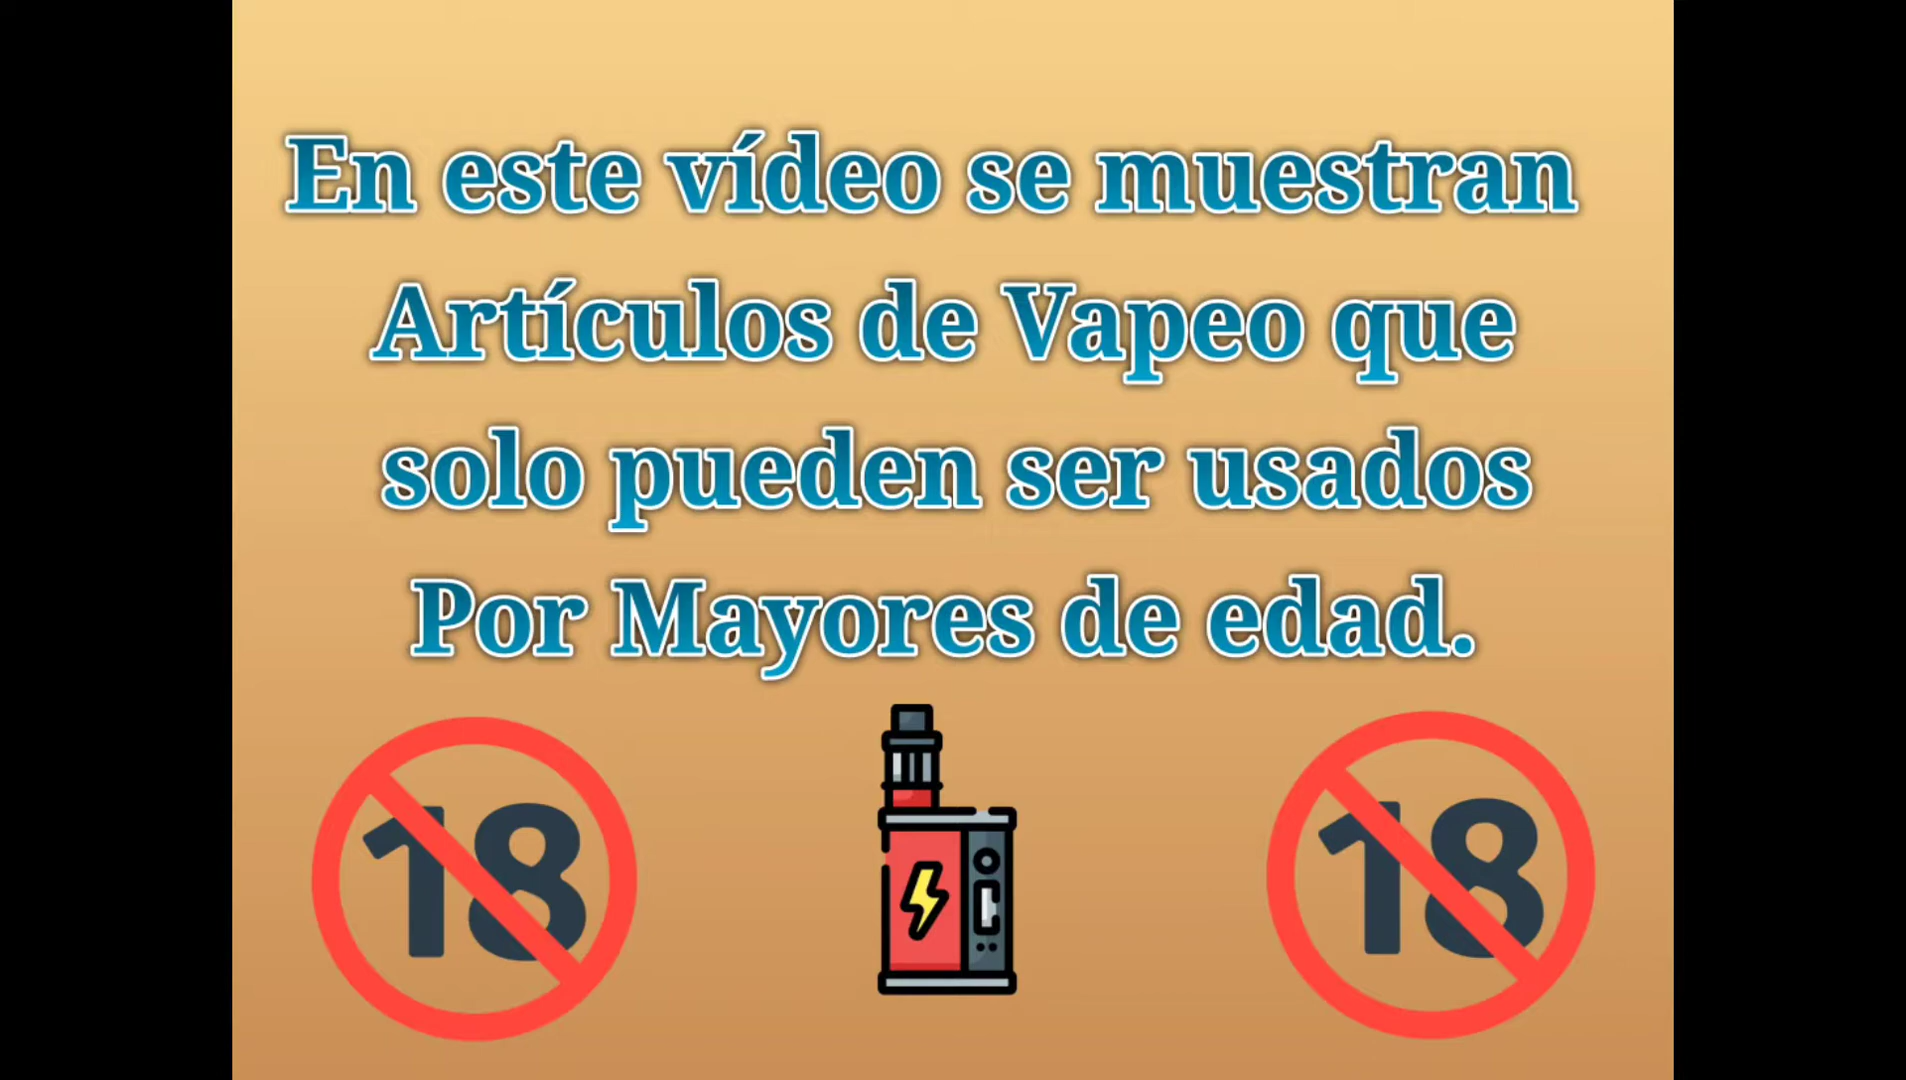 En este vídeo se muestran
Artículos de Vapeo que
solo pueden ser usados
Por Mayores de edad.
18 18